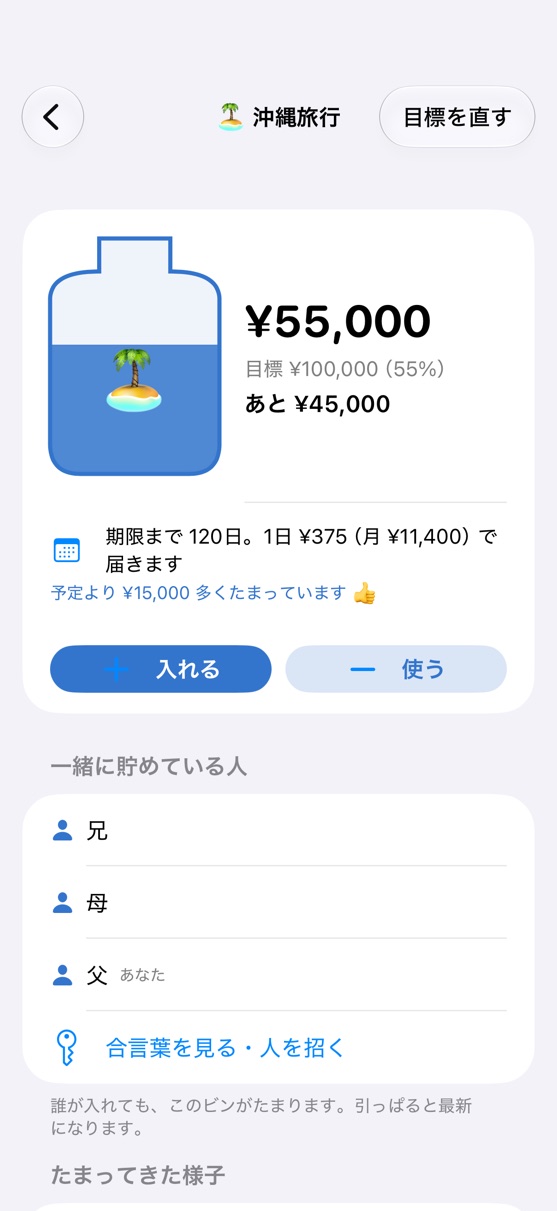 沖縄旅行
目標を直す
¥55,000
目標 ¥100,000（55%）
あと ¥45,000
期限まで 120日。1日 ¥375（月 ¥11,400）で
届きます
予定より ¥15,000 多くたまっています
入れる
使う
一緒に貯めている人
兄
母
父 あなた
合言葉を見る・人を招く
誰が入れても、このビンがたまります。引っぱると最新
になります。
たまってきた様子